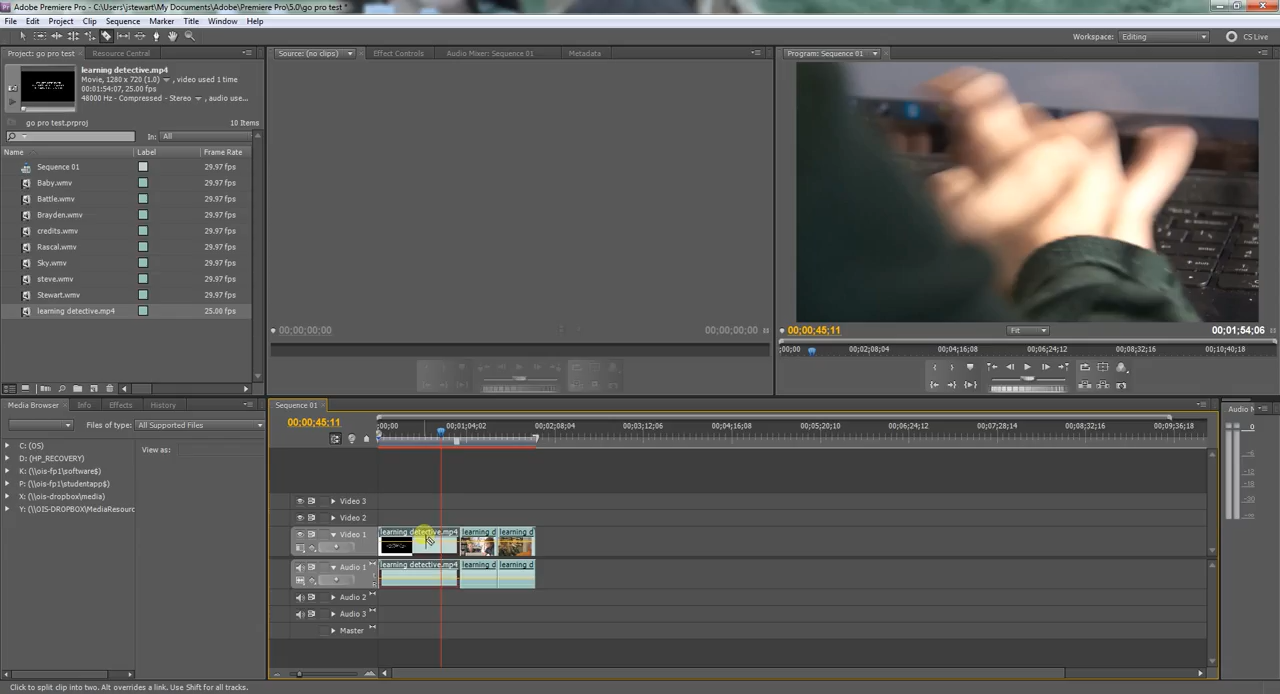 Adobe Premiere Pro - C:\Users\jstewart\My Documents\Adobe\Premiere Pro\5.0\go pro test *
File Edit Project Clip Sequence Marker Title Window Help
Workspace: Editing CS Live
Project: go pro test Resource Central
Source: (no clips) Effect Controls Audio Mixer: Sequence 01 Metadata
Program: Sequence 01
learning detective.mp4
Movie, 1280 x 720 (1.0) , video used 1 time
00;01;54;07, 25.00 fps
48000 Hz - Compressed - Stereo , audio use...
go pro test.prproj 10 Items
In: All
Name Label Frame Rate
Sequence 01 29.97 fps
Baby.wmv 29.97 fps
Battle.wmv 29.97 fps
Brayden.wmv 29.97 fps
credits.wmv 29.97 fps
Rascal.wmv 29.97 fps
Sky.wmv 29.97 fps
steve.wmv 29.97 fps
Stewart.wmv 29.97 fps
learning detective.mp4 25.00 fps
00;00;00;00 00;00;00;00
00;00;45;11 Fit 00;01;54;06
;00;00 00;02;08;04 00;04;16;08 00;06;24;12 00;08;32;16 00;10;40;18
Media Browser Info Effects History
Files of type: All Supported Files
View as:
C: (OS)
D: (HP_RECOVERY)
K: (\\ois-fp1\software$)
P: (\\ois-fp1\studentapp$)
X: (\\ois-dropbox\media)
Y: (\\OIS-DROPBOX\MediaResourc
Sequence 01
00;00;45;11
;00;00 00;01;04;02 00;02;08;04 00;03;12;06 00;04;16;08 00;05;20;10 00;06;24;12 00;07;28;14 00;08;32;16 00;09;36;18
Video 3
Video 2
Video 1
learning detective.mp4 learning d learning d
Audio 1
learning detective.mp4 learning d learning d
Audio 2
Audio 3
Master
Audio M
0
-6
-12
-18
Click to split clip into two. Alt overrides a link. Use Shift for all tracks.